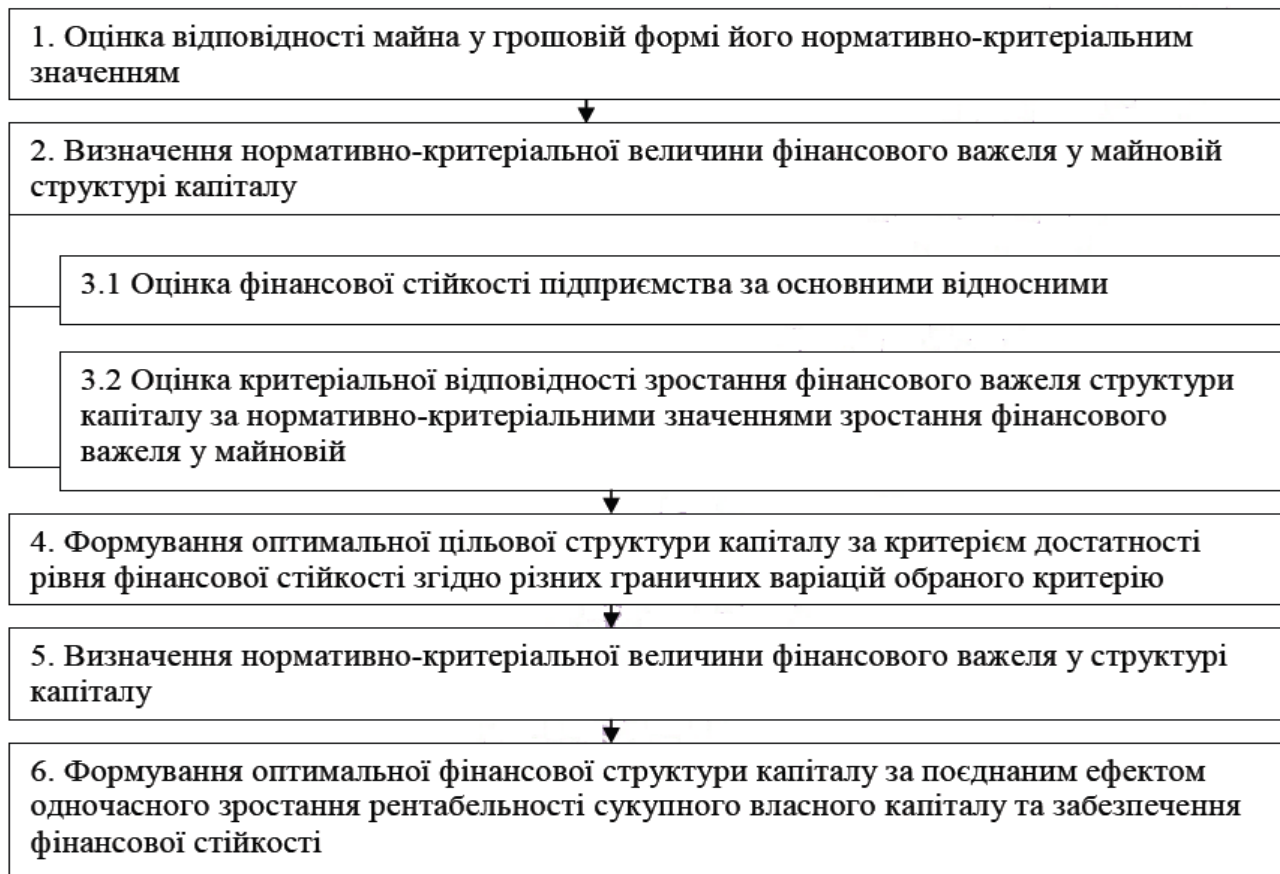 1. Оцінка відповідності майна у грошовій формі його нормативно-критеріальним
значенням
2. Визначення нормативно-критеріальної величини фінансового важеля у майновій
структурі капіталу
3.1 Оцінка фінансової стійкості підприємства за основними відносними
3.2 Оцінка критеріальної відповідності зростання фінансового важеля структури
капіталу за нормативно-критеріальними значеннями зростання фінансового
важеля у майновій
4. Формування оптимальної цільової структури капіталу за критерієм достатності
рівня фінансової стійкості згідно різних граничних варіацій обраного критерію
5. Визначення нормативно-критеріальної величини фінансового важеля у структурі
капіталу
6. Формування оптимальної фінансової структури капіталу за поєднаним ефектом
одночасного зростання рентабельності сукупного власного капіталу та забезпечення
фінансової стійкості